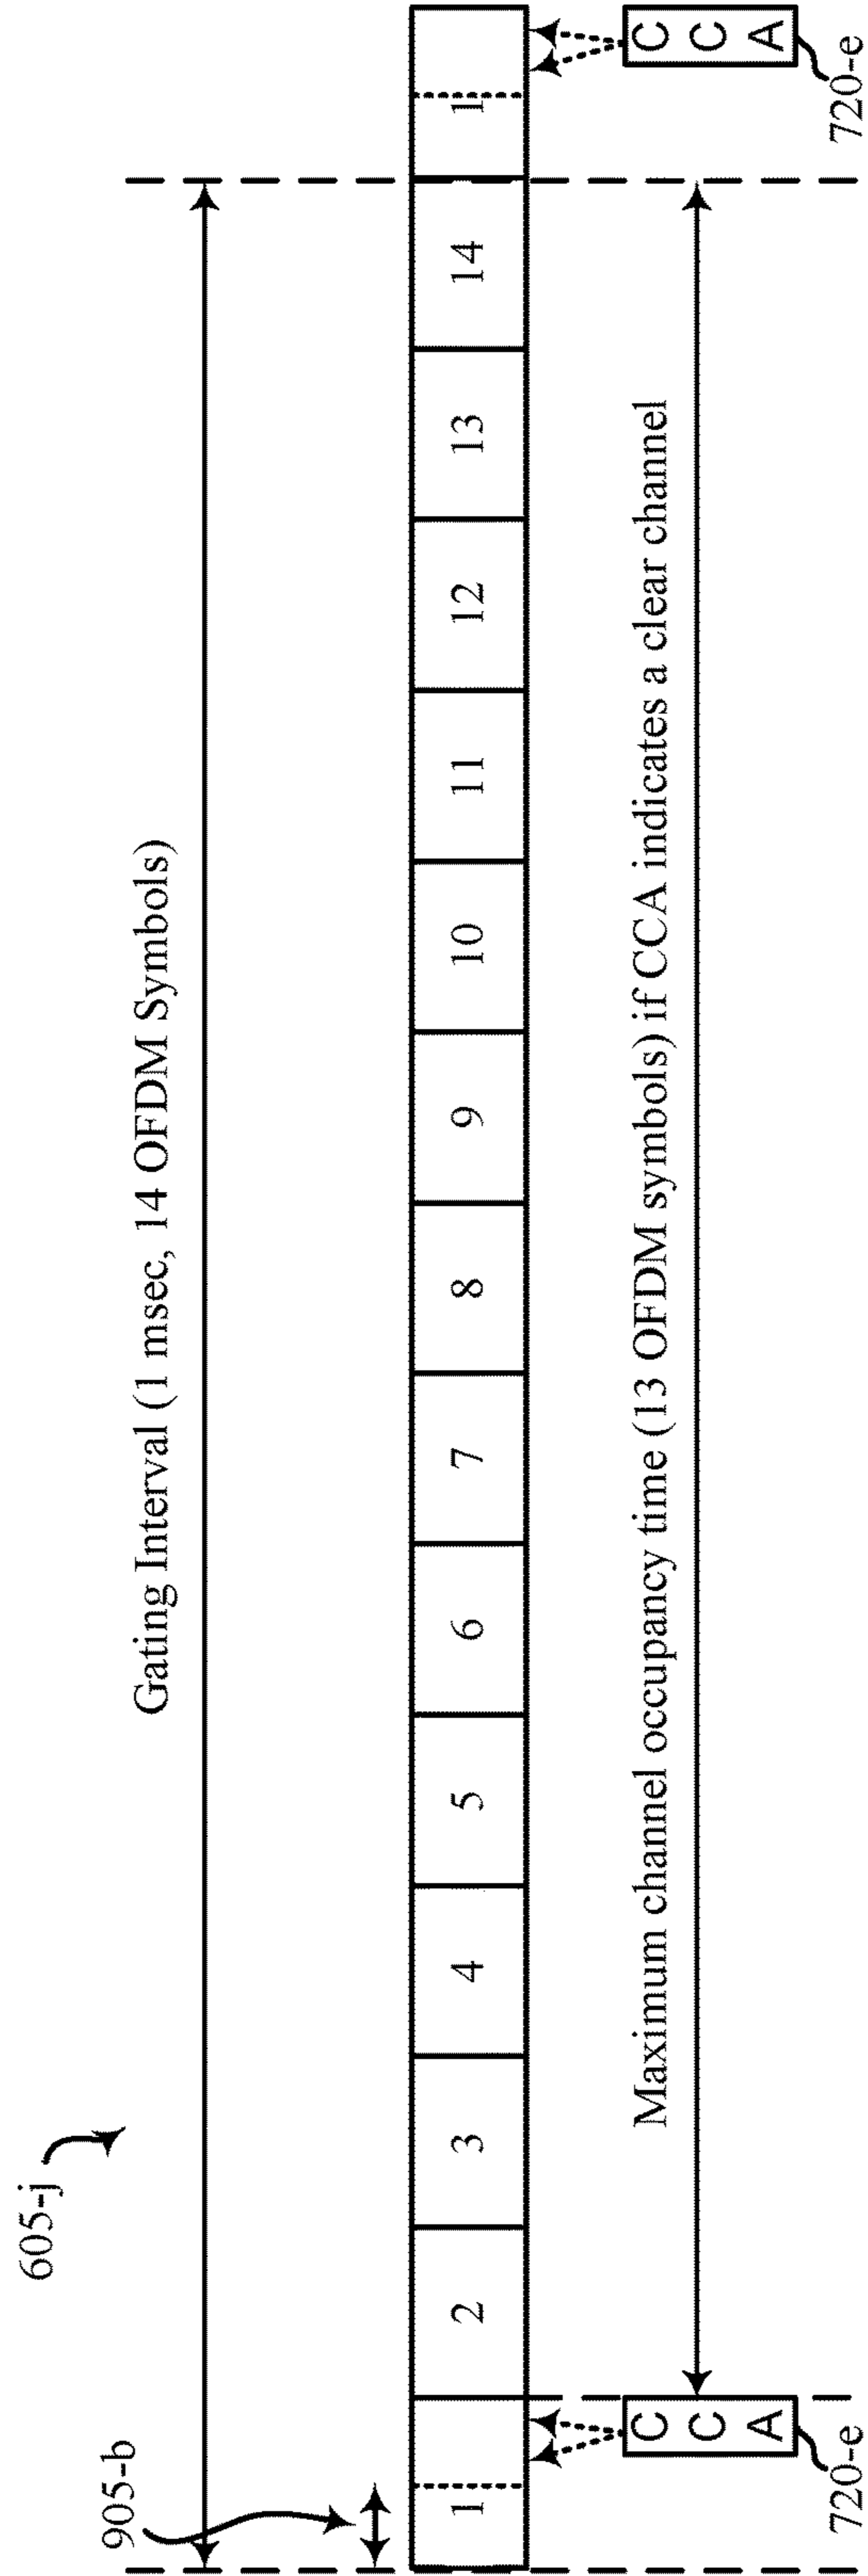 605-j
Gating Interval (1 msec, 14 OFDM Symbols)
905-b
1 2 3 4 5 6 7 8 9 10 11 12 13 14 1
Maximum channel occupancy time (13 OFDM symbols) if CCA indicates a clear channel
CCA
CCA
720-e
720-e